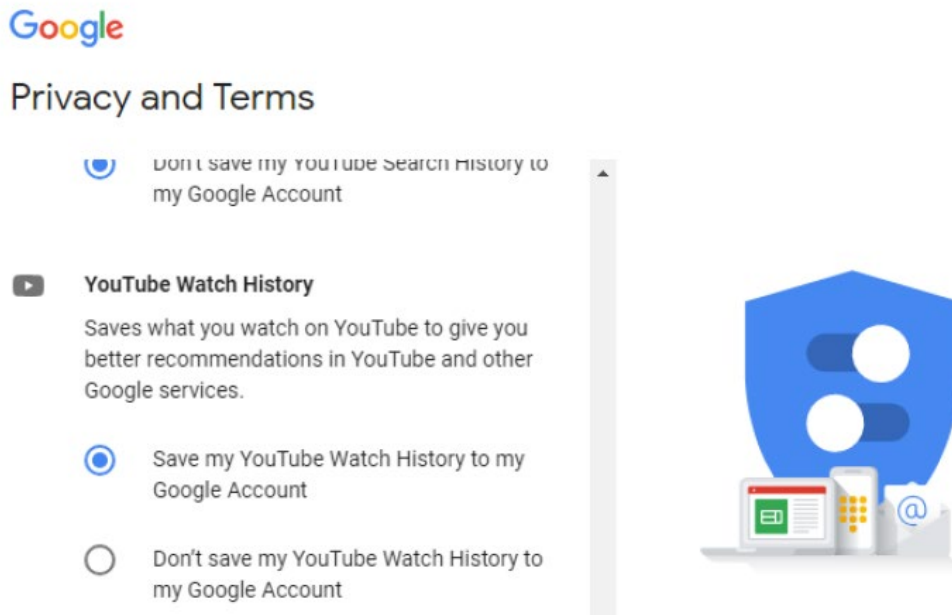 Google
Privacy and Terms
Don't save my YouTube Search History to
my Google Account
YouTube Watch History
Saves what you watch on YouTube to give you
better recommendations in YouTube and other
Google services.
Save my YouTube Watch History to my
Google Account
Don't save my YouTube Watch History to
my Google Account
@